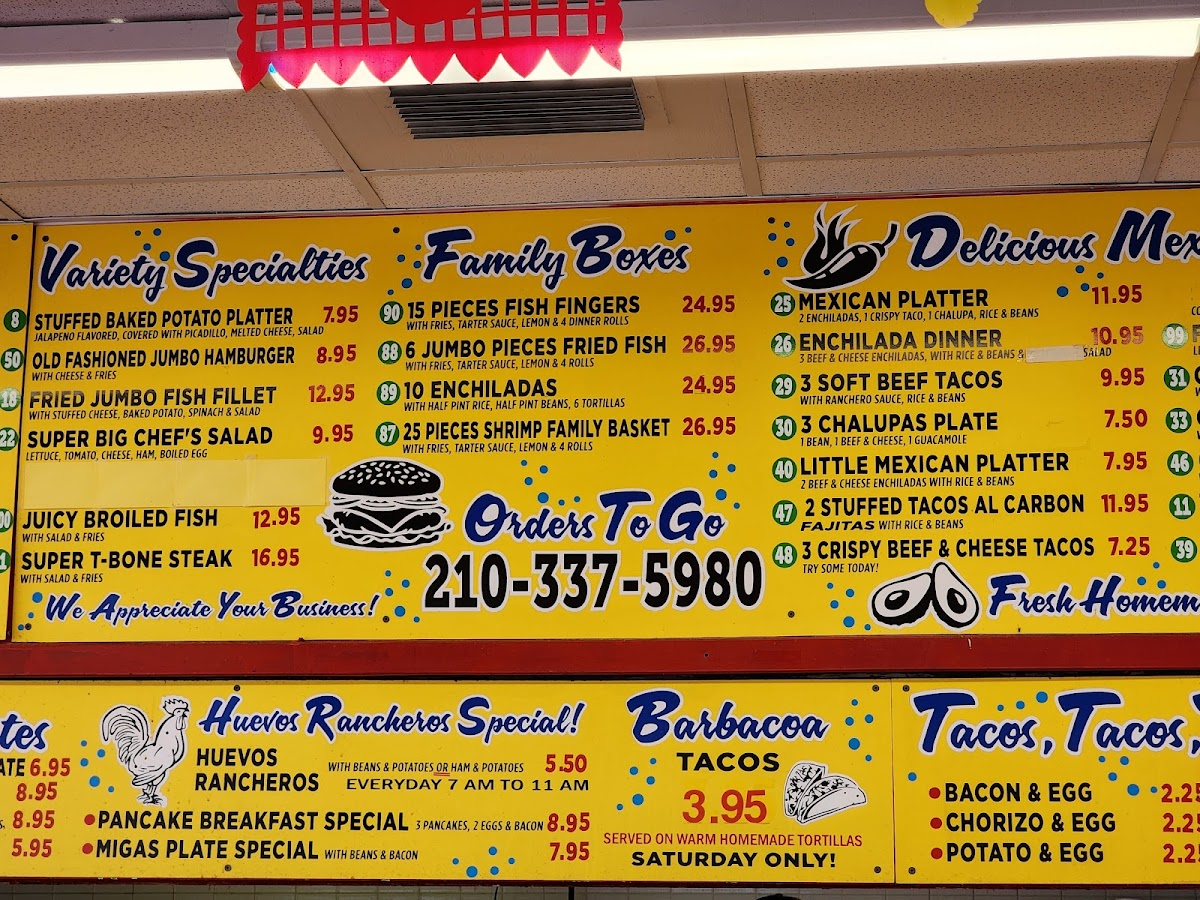 Variety Specialties
8 STUFFED BAKED POTATO PLATTER 7.95
JALAPENO FLAVORED, COVERED WITH PICADILLO, MELTED CHEESE, SALAD
50 OLD FASHIONED JUMBO HAMBURGER 8.95
WITH CHEESE & FRIES
18 FRIED JUMBO FISH FILLET 12.95
WITH STUFFED CHEESE, BAKED POTATO, SPINACH & SALAD
22 SUPER BIG CHEF'S SALAD 9.95
LETTUCE, TOMATO, CHEESE, HAM, BOILED EGG
JUICY BROILED FISH 12.95
WITH SALAD & FRIES
SUPER T-BONE STEAK 16.95
WITH SALAD & FRIES
We Appreciate Your Business!
Family Boxes
90 15 PIECES FISH FINGERS 24.95
WITH FRIES, TARTER SAUCE, LEMON & 4 DINNER ROLLS
88 6 JUMBO PIECES FRIED FISH 26.95
WITH FRIES, TARTER SAUCE, LEMON & 4 ROLLS
89 10 ENCHILADAS 24.95
WITH HALF PINT RICE, HALF PINT BEANS, 6 TORTILLAS
87 25 PIECES SHRIMP FAMILY BASKET 26.95
WITH FRIES, TARTER SAUCE, LEMON & 4 ROLLS
Orders To Go
210-337-5980
Delicious Mex
25 MEXICAN PLATTER 11.95
2 ENCHILADAS, 1 CRISPY TACO, 1 CHALUPA, RICE & BEANS
26 ENCHILADA DINNER 10.95
3 BEEF & CHEESE ENCHILADAS, WITH RICE & BEANS & SALAD
29 3 SOFT BEEF TACOS 9.95
WITH RANCHERO SAUCE, RICE & BEANS
30 3 CHALUPAS PLATE 7.50
1 BEAN, 1 BEEF & CHEESE, 1 GUACAMOLE
40 LITTLE MEXICAN PLATTER 7.95
2 BEEF & CHEESE ENCHILADAS WITH RICE & BEANS
47 2 STUFFED TACOS AL CARBON 11.95
FAJITAS WITH RICE & BEANS
48 3 CRISPY BEEF & CHEESE TACOS 7.25
TRY SOME TODAY!
Fresh Homem
99
31
33
46
11
39
tes
ATE 6.95
8.95
8.95
5.95
Huevos Rancheros Special!
HUEVOS
RANCHEROS WITH BEANS & POTATOES OR HAM & POTATOES 5.50
EVERYDAY 7 AM TO 11 AM
PANCAKE BREAKFAST SPECIAL 3 PANCAKES, 2 EGGS & BACON 8.95
MIGAS PLATE SPECIAL WITH BEANS & BACON 7.95
Barbacoa
TACOS
3.95
SERVED ON WARM HOMEMADE TORTILLAS
SATURDAY ONLY!
Tacos, Tacos,
BACON & EGG 2.25
CHORIZO & EGG 2.25
POTATO & EGG 2.25